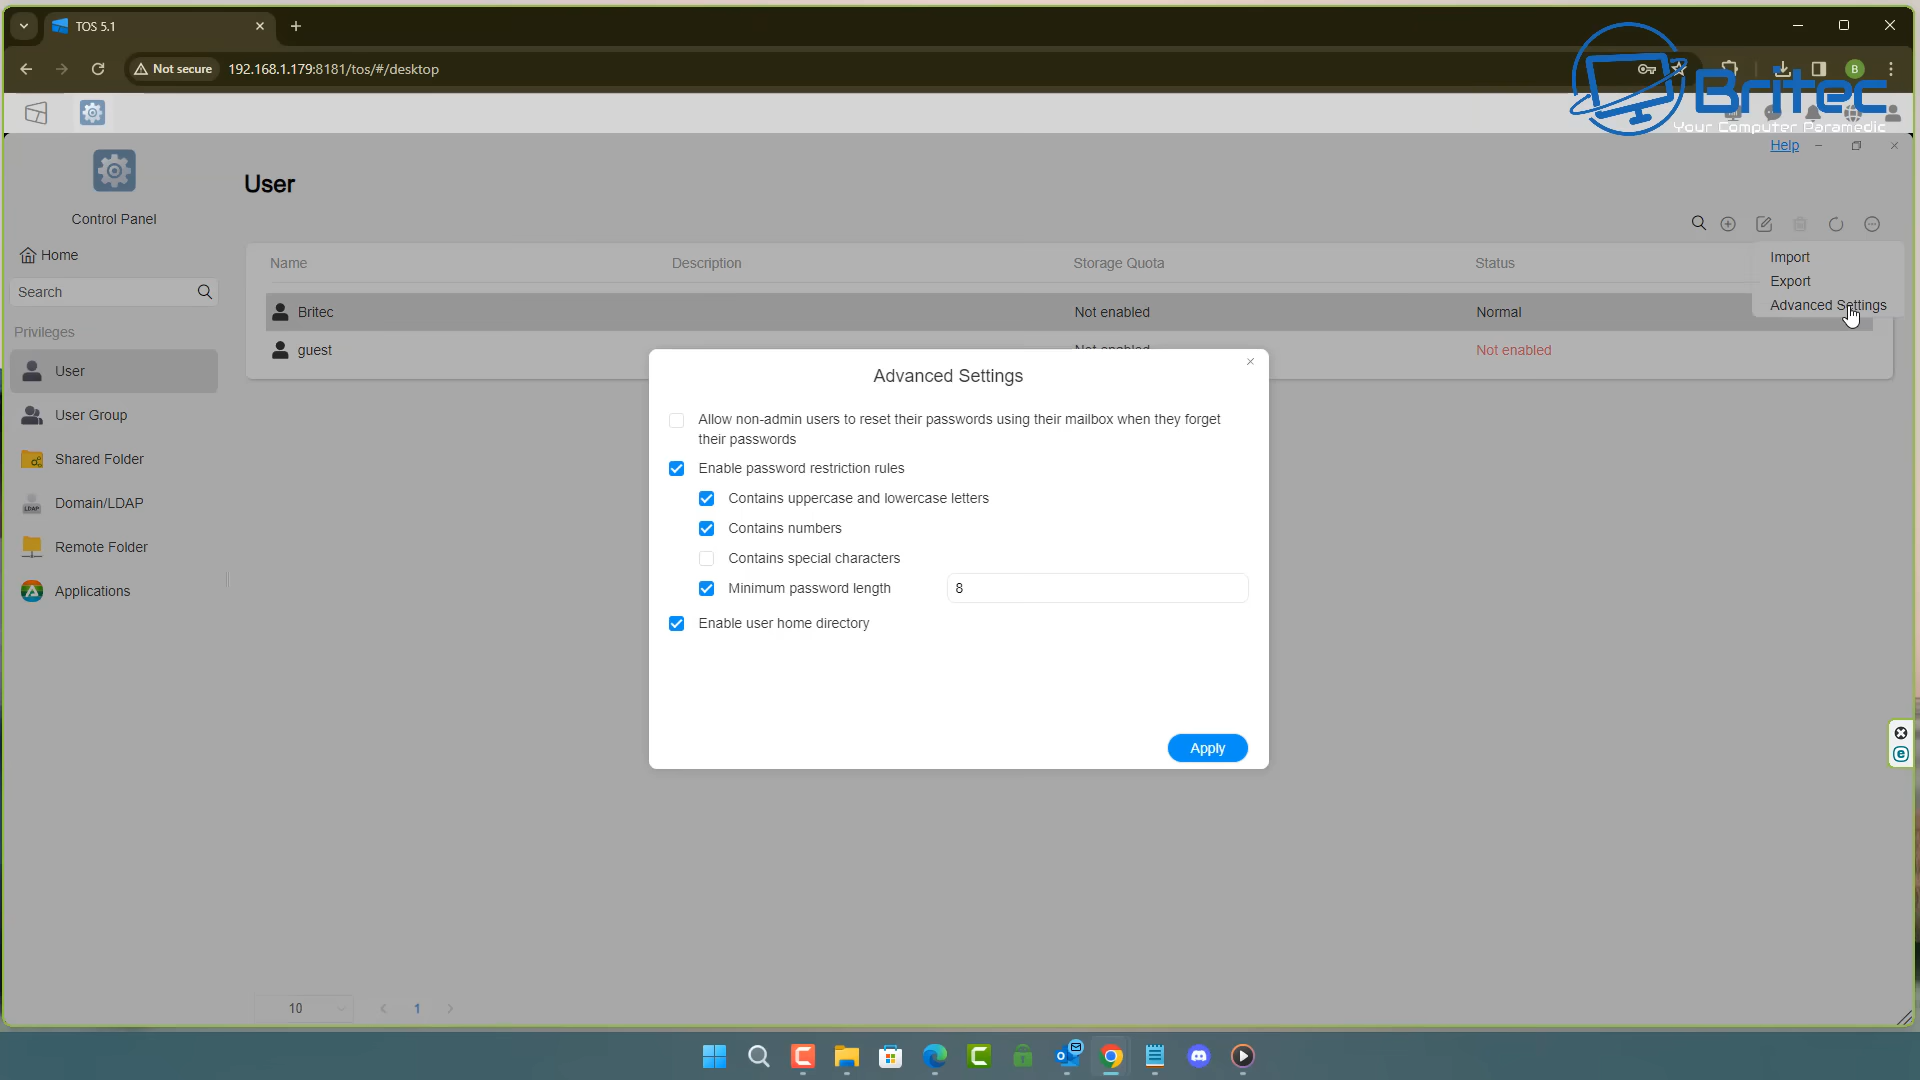 TOS 5.1
Not secure 192.168.1.179:8181/tos/#/desktop
B
Britec
Your Computer Paramedic
Help
Control Panel
User
Home
Search
Name Description Storage Quota Status
Import
Export
Advanced Settings
Britec Not enabled Normal
guest Not enabled Not enabled
Privileges
User
User Group
Shared Folder
LDAP Domain/LDAP
Remote Folder
Applications
Advanced Settings
Allow non-admin users to reset their passwords using their mailbox when they forget
their passwords
Enable password restriction rules
Contains uppercase and lowercase letters
Contains numbers
Contains special characters
Minimum password length 8
Enable user home directory
Apply
10 1